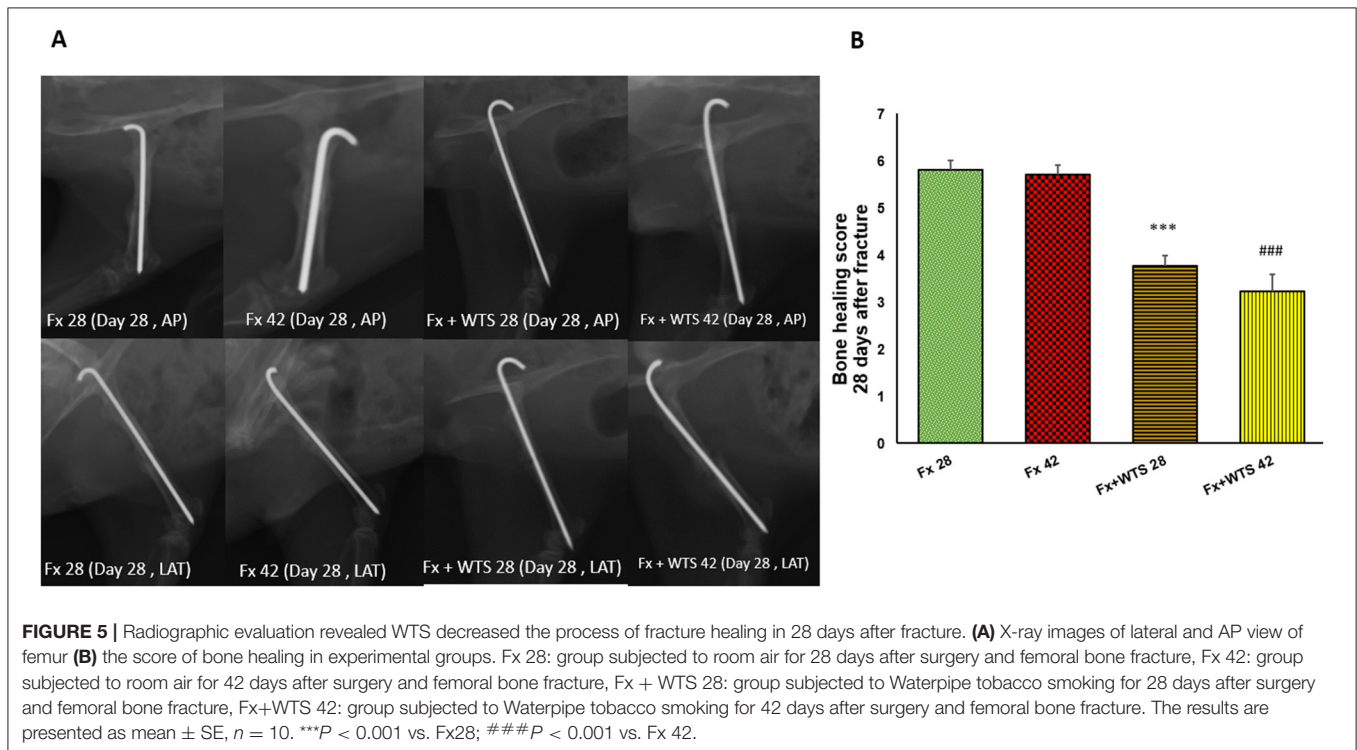 A
B
Fx 28 (Day 28 , AP)
Fx 42 (Day 28 , AP)
Fx + WTS 28 (Day 28 , AP)
Fx + WTS 42 (Day 28 , AP)
Fx 28 (Day 28 , LAT)
Fx 42 (Day 28 , LAT)
Fx + WTS 28 (Day 28 , LAT)
Fx + WTS 42 (Day 28 , LAT)
Bone healing score
28 days after fracture
7
6
5
4
3
2
1
0
***
###
Fx 28
Fx 42
Fx+WTS 28
Fx+WTS 42
FIGURE 5 | Radiographic evaluation revealed WTS decreased the process of fracture healing in 28 days after fracture. (A) X-ray images of lateral and AP view of
femur (B) the score of bone healing in experimental groups. Fx 28: group subjected to room air for 28 days after surgery and femoral bone fracture, Fx 42: group
subjected to room air for 42 days after surgery and femoral bone fracture, Fx + WTS 28: group subjected to Waterpipe tobacco smoking for 28 days after surgery
and femoral bone fracture, Fx+WTS 42: group subjected to Waterpipe tobacco smoking for 42 days after surgery and femoral bone fracture. The results are
presented as mean ± SE, n = 10. ***P < 0.001 vs. Fx28; ###P < 0.001 vs. Fx 42.